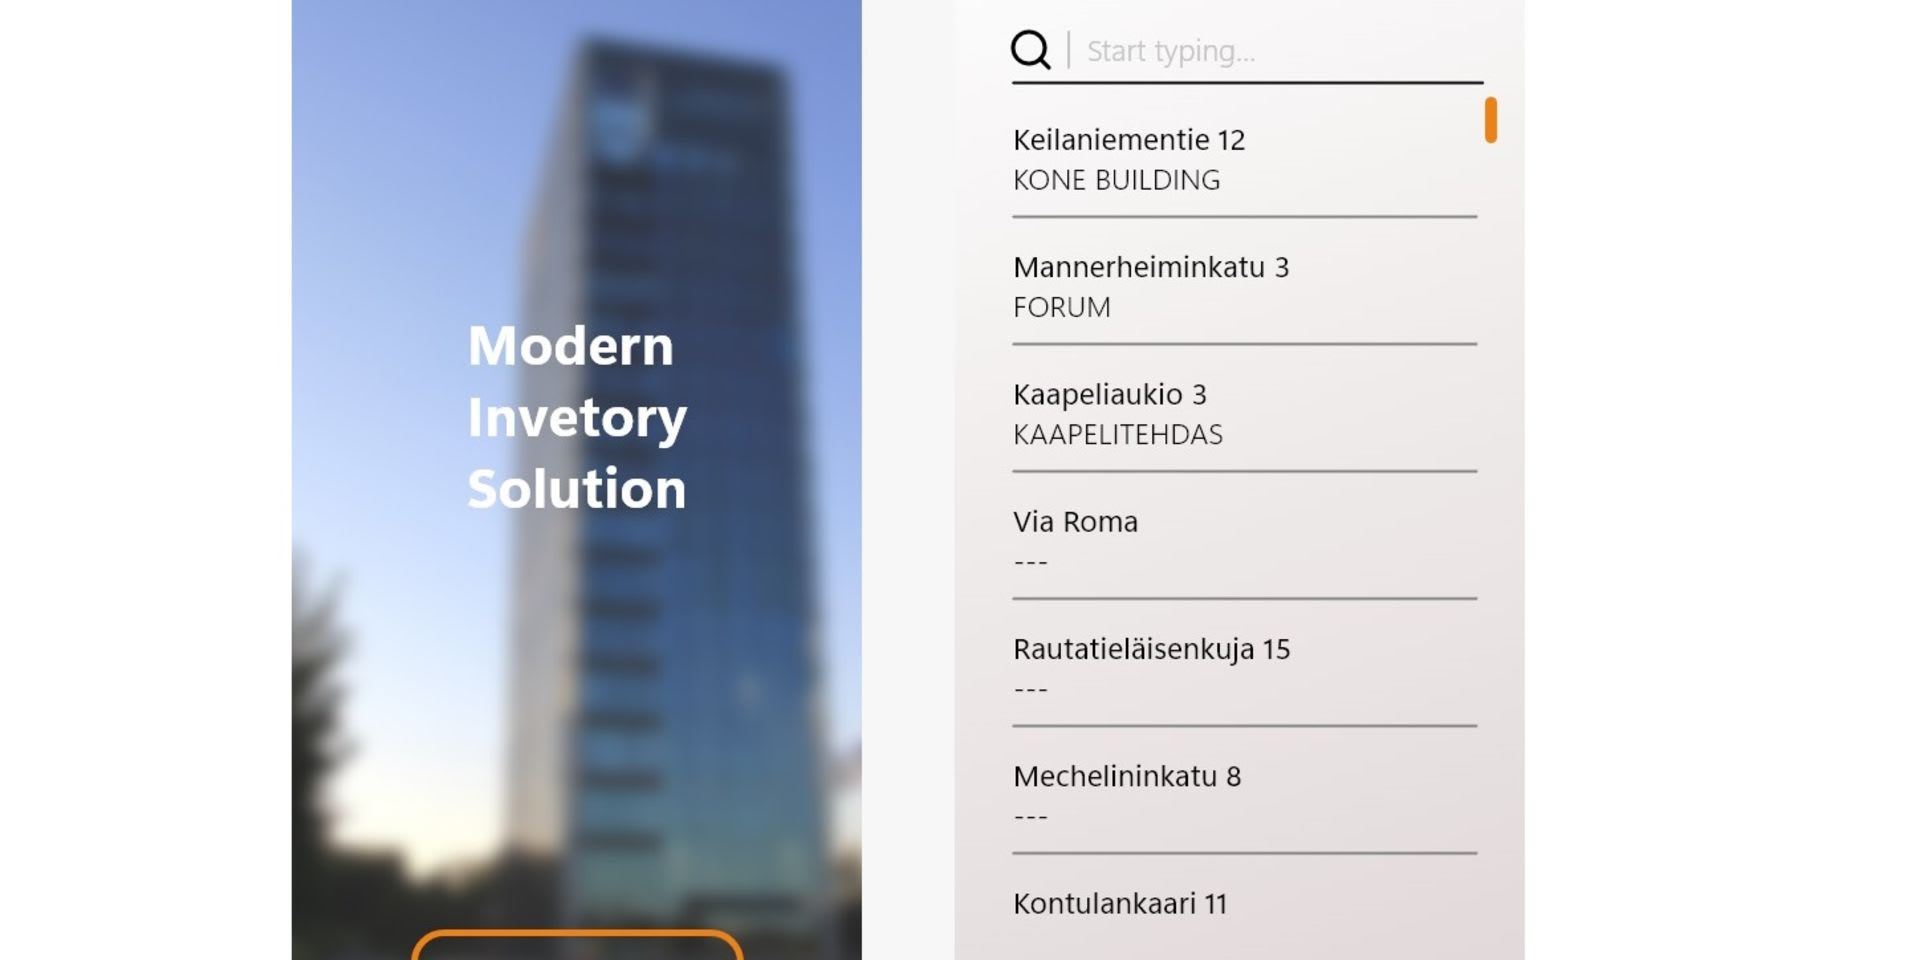 Modern
Invetory
Solution
Start typing...
Keilaniementie 12
KONE BUILDING
Mannerheiminkatu 3
FORUM
Kaapeliaukio 3
KAAPELITEHDAS
Via Roma
---
Rautatieläisenkuja 15
---
Mechelininkatu 8
---
Kontulankaari 11